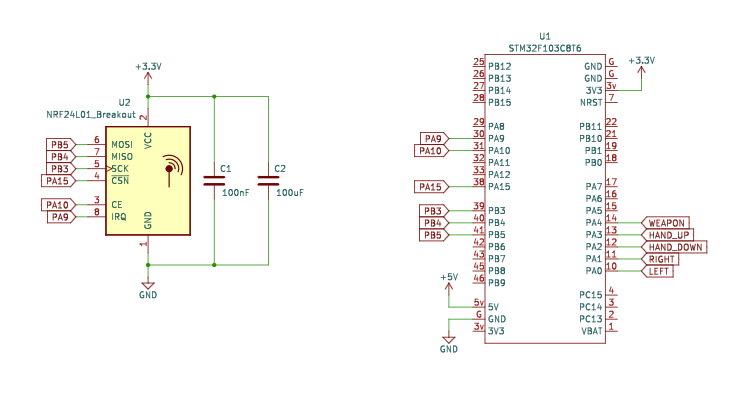 +3.3V
U2
NRF24L01_Breakout
2
VCC
PB5 6 MOSI
PB4 7 MISO
PB3 5 SCK
PA15 4 CSN
PA10 3 CE
PA9 8 IRQ
GND
1
GND
C1
100nF
C2
100uF
U1
STM32F103C8T6
25 PB12
26 PB13
27 PB14
28 PB15
29 PA8
PA9 30 PA9
PA10 31 PA10
32 PA11
33 PA12
PA15 38 PA15
PB3 39 PB3
PB4 40 PB4
PB5 41 PB5
42 PB6
43 PB7
45 PB8
46 PB9
+5V
5v 5V
G GND
3v 3V3
GND
+3.3V
GND G
GND G
3V3 3v
NRST 7
PB11 22
PB10 21
PB1 19
PB0 18
PA7 17
PA6 16
PA5 15
PA4 14 WEAPON
PA3 13 HAND_UP
PA2 12 HAND_DOWN
PA1 11 RIGHT
PA0 10 LEFT
PC15 4
PC14 3
PC13 2
VBAT 1